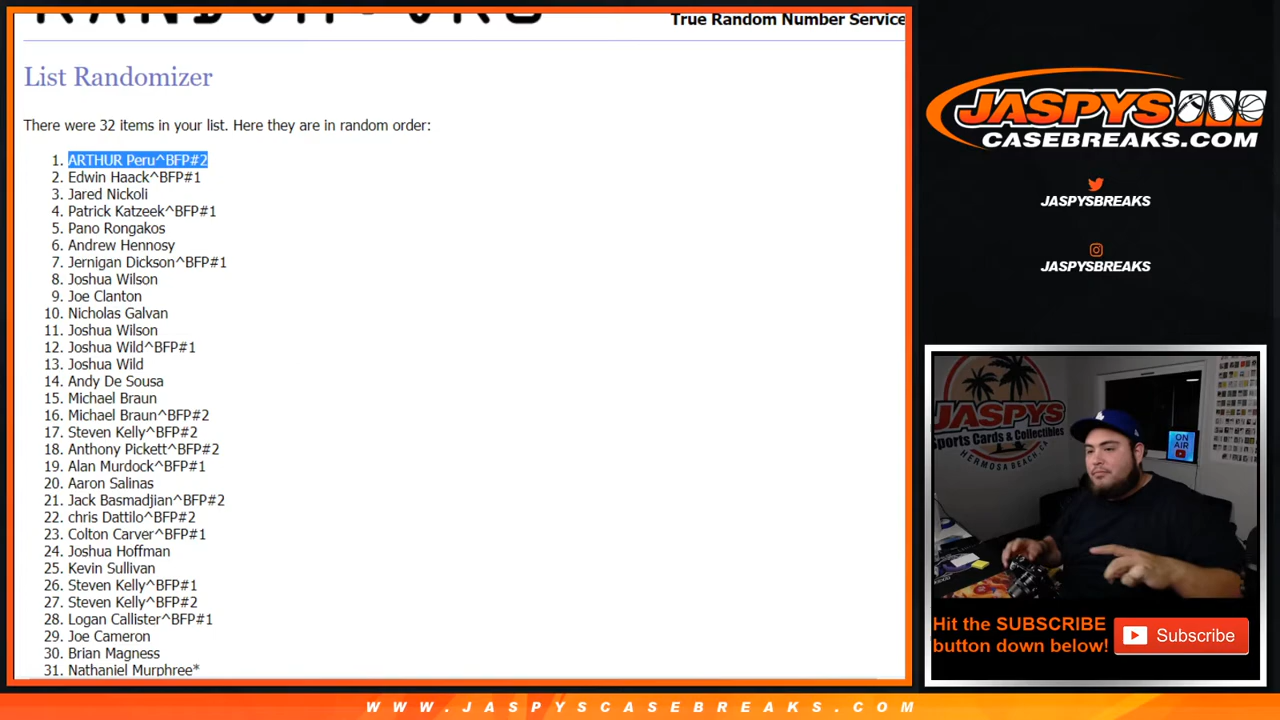 RANDOM.ORG
True Random Number Service
List Randomizer
There were 32 items in your list. Here they are in random order:
1. ARTHUR Peru^BFP#2
2. Edwin Haack^BFP#1
3. Jared Nickoli
4. Patrick Katzeek^BFP#1
5. Pano Rongakos
6. Andrew Hennosy
7. Jernigan Dickson^BFP#1
8. Joshua Wilson
9. Joe Clanton
10. Nicholas Galvan
11. Joshua Wilson
12. Joshua Wild^BFP#1
13. Joshua Wild
14. Andy De Sousa
15. Michael Braun
16. Michael Braun^BFP#2
17. Steven Kelly^BFP#2
18. Anthony Pickett^BFP#2
19. Alan Murdock^BFP#1
20. Aaron Salinas
21. Jack Basmadjian^BFP#2
22. chris Dattilo^BFP#2
23. Colton Carver^BFP#1
24. Joshua Hoffman
25. Kevin Sullivan
26. Steven Kelly^BFP#1
27. Steven Kelly^BFP#2
28. Logan Callister^BFP#1
29. Joe Cameron
30. Brian Magness
31. Nathaniel Murphree*
JASPYS
CASEBREAKS.COM
JASPYSBREAKS
JASPYSBREAKS
JASPYS
Sports Cards & Collectibles
HERMOSA BEACH, CA
ON
AIR
Hit the SUBSCRIBE
button down below!
Subscribe
WWW.JASPYSCASEBREAKS.COM